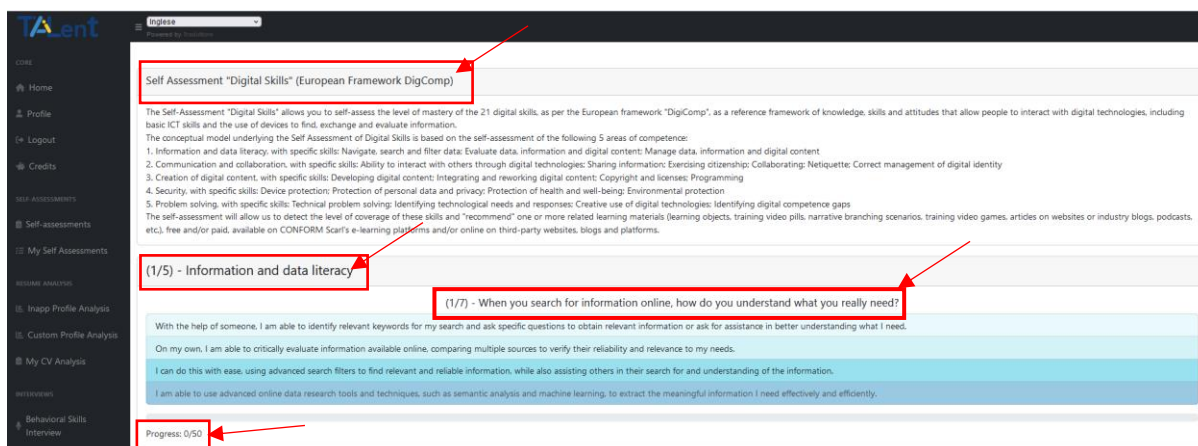 TALent
Inglese
Powered by
CORE
Home
Profile
Logout
Credits
SELF-ASSESSMENTS
Self-assessments
My Self Assessments
RESUME ANALYSIS
Inapp Profile Analysis
Custom Profile Analysis
My CV Analysis
INTERVIEWS
Behavioral Skills
Interview
Self Assessment "Digital Skills" (European Framework DigComp)
The Self-Assessment "Digital Skills" allows you to self-assess the level of mastery of the 21 digital skills, as per the European framework "DigiComp", as a reference framework of knowledge, skills and attitudes that allow people to interact with digital technologies, including
basic ICT skills and the use of devices to find, exchange and evaluate information.
The conceptual model underlying the Self Assessment of Digital Skills is based on the self-assessment of the following 5 areas of competence:
1. Information and data literacy, with specific skills: Navigate, search and filter data: Evaluate data, information and digital content; Manage data, information and digital content
2. Communication and collaboration, with specific skills: Ability to interact with others through digital technologies; Sharing information; Exercising citizenship; Collaborating; Netiquette; Correct management of digital identity
3. Creation of digital content, with specific skills: Developing digital content; Integrating and reworking digital content; Copyright and licenses; Programming
4. Security, with specific skills: Device protection; Protection of personal data and privacy; Protection of health and well-being; Environmental protection
5. Problem solving, with specific skills: Technical problem solving; Identifying technological needs and responses; Creative use of digital technologies; Identifying digital competence gaps
The self-assessment will allow us to detect the level of coverage of these skills and "recommend" one or more related learning materials (learning objects, training video pills, narrative branching scenarios, training video games, articles on websites or industry blogs, podcasts,
etc.), free and/or paid, available on CONFORM Scarl's e-learning platforms and/or online on third-party websites, blogs and platforms.
(1/5) - Information and data literacy
(1/7) - When you search for information online, how do you understand what you really need?
With the help of someone, I am able to identify relevant keywords for my search and ask specific questions to obtain relevant information or ask for assistance in better understanding what I need.
On my own, I am able to critically evaluate information available online, comparing multiple sources to verify their reliability and relevance to my needs.
I can do this with ease, using advanced search filters to find relevant and reliable information, while also assisting others in their search for and understanding of the information.
I am able to use advanced online data research tools and techniques, such as semantic analysis and machine learning, to extract the meaningful information I need effectively and efficiently.
Progress: 0/50